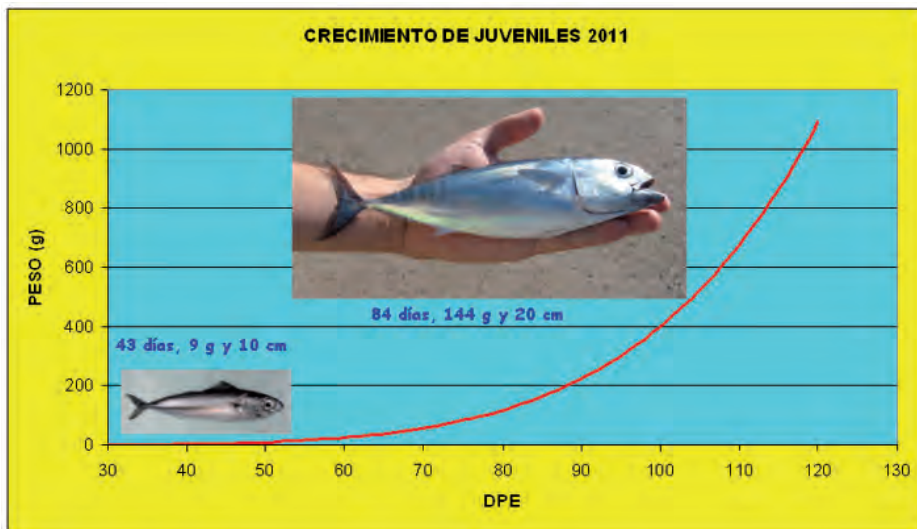 CRECIMIENTO DE JUVENILES 2011
1200
1000
800
600
400
200
0
PESO (g)
84 días, 144 g y 20 cm
43 días, 9 g y 10 cm
30 40 50 60 70 80 90 100 110 120 130
DPE